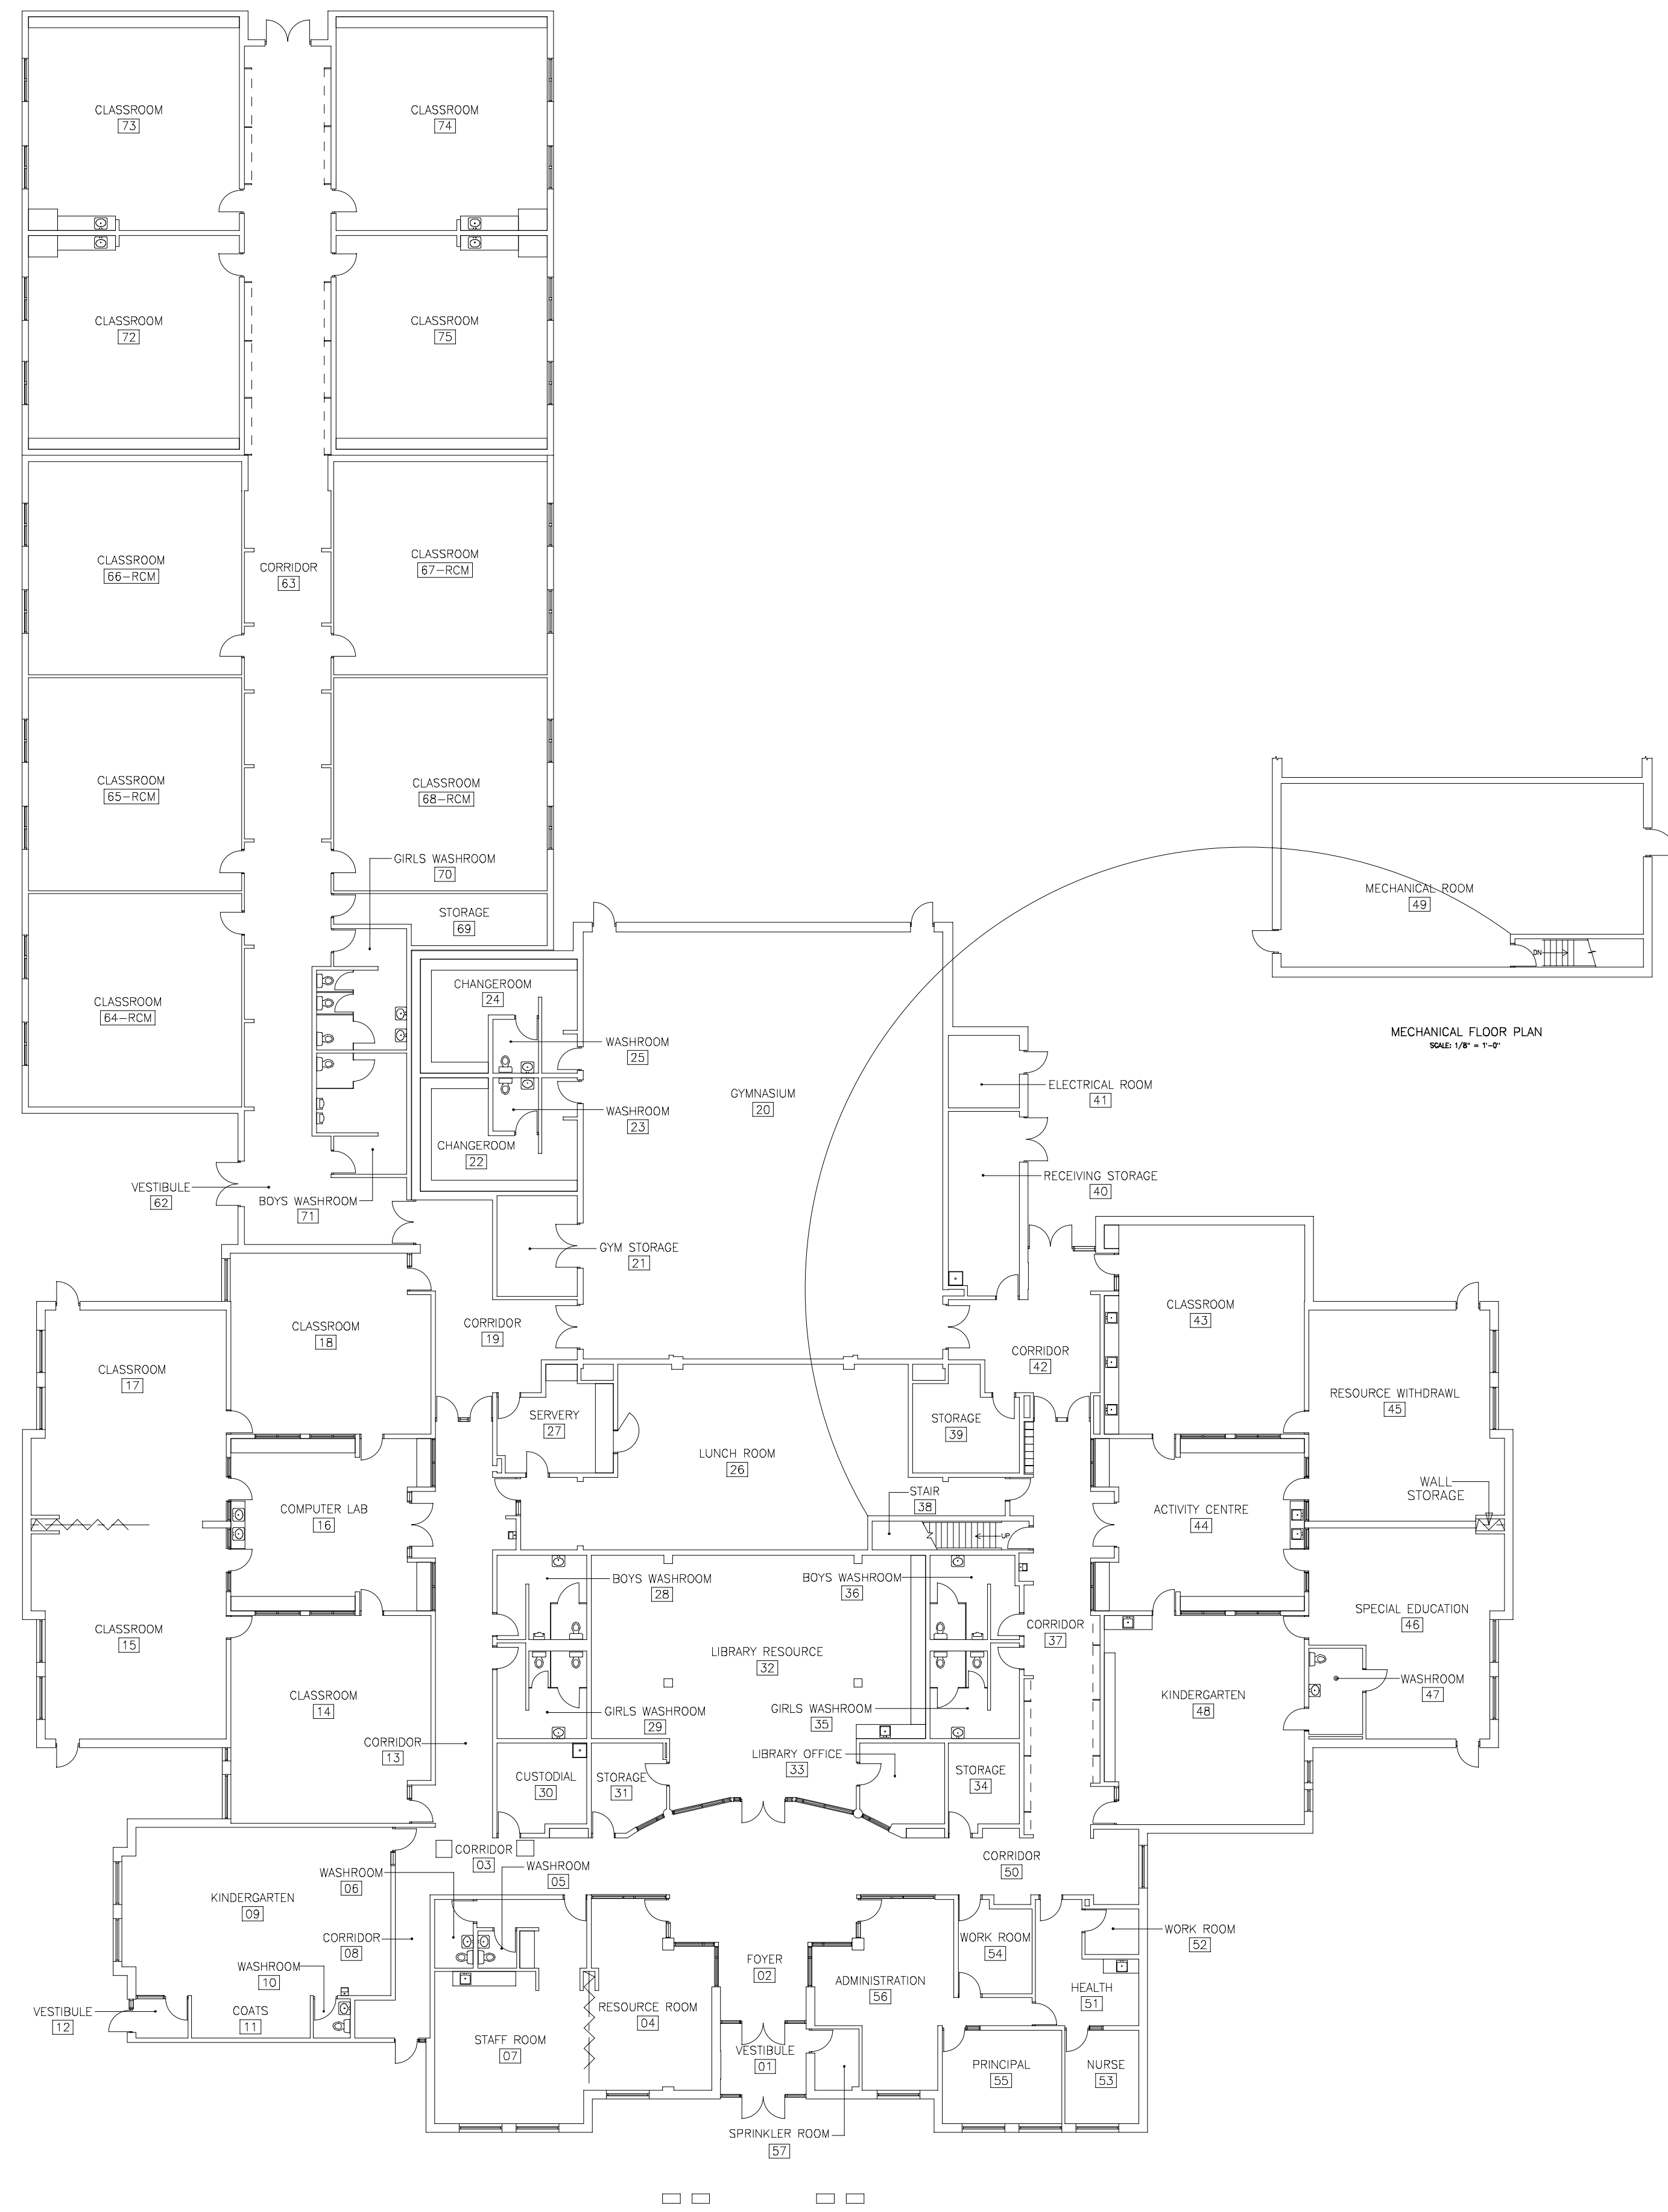 CLASSROOM
73
CLASSROOM
74
CLASSROOM
72
CLASSROOM
75
CLASSROOM
66-RCM
CORRIDOR
63
CLASSROOM
67-RCM
CLASSROOM
65-RCM
CLASSROOM
68-RCM
GIRLS WASHROOM
70
STORAGE
69
MECHANICAL ROOM
49
DN
MECHANICAL FLOOR PLAN
SCALE: 1/8" = 1'-0"
CLASSROOM
64-RCM
CHANGEROOM
24
WASHROOM
25
GYMNASIUM
20
ELECTRICAL ROOM
41
WASHROOM
23
CHANGEROOM
22
RECEIVING STORAGE
40
VESTIBULE
62
BOYS WASHROOM
71
GYM STORAGE
21
CLASSROOM
18
CORRIDOR
19
CLASSROOM
43
CORRIDOR
42
CLASSROOM
17
RESOURCE WITHDRAWL
45
SERVERY
27
STORAGE
39
LUNCH ROOM
26
WALL
STORAGE
STAIR
38
UP
COMPUTER LAB
16
ACTIVITY CENTRE
44
BOYS WASHROOM
28
BOYS WASHROOM
36
CLASSROOM
15
SPECIAL EDUCATION
46
CORRIDOR
37
LIBRARY RESOURCE
32
WASHROOM
47
CLASSROOM
14
KINDERGARTEN
48
GIRLS WASHROOM
29
GIRLS WASHROOM
35
CORRIDOR
13
LIBRARY OFFICE
33
CUSTODIAL
30
STORAGE
31
STORAGE
34
CORRIDOR
03
WASHROOM
05
CORRIDOR
50
WASHROOM
06
KINDERGARTEN
09
CORRIDOR
08
WORK ROOM
52
WORK ROOM
54
FOYER
02
WASHROOM
10
ADMINISTRATION
56
HEALTH
51
VESTIBULE
12
COATS
11
RESOURCE ROOM
04
STAFF ROOM
07
VESTIBULE
01
PRINCIPAL
55
NURSE
53
SPRINKLER ROOM
57